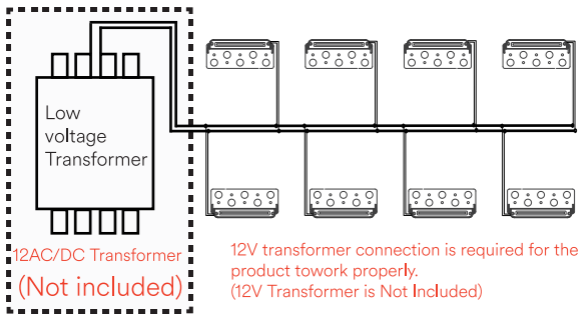 Low
voltage
Transformer
12AC/DC Transformer
(Not included)
12V transformer connection is required for the
product towork properly.
(12V Transformer is Not Included)